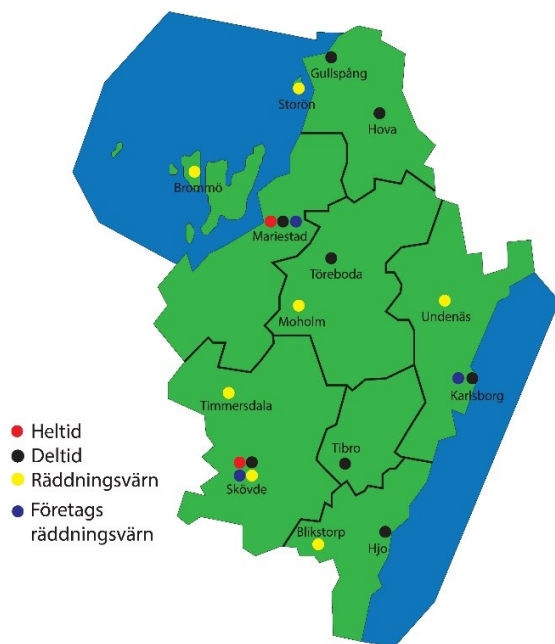 Gullspång
Storön
Hova
Brommö
Mariestad
Töreboda
Moholm
Undenäs
Karlsborg
Timmersdala
Tibro
Skövde
Blikstorp
Hjo
Heltid
Deltid
Räddningsvärn
Företags
räddningsvärn